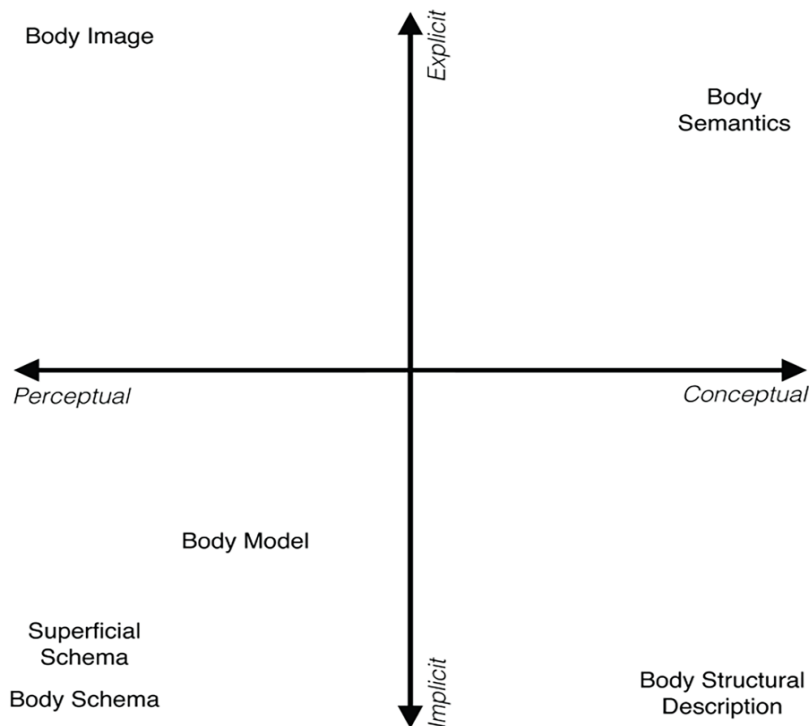 Body Image
Explicit
Body
Semantics
Perceptual
Conceptual
Body Model
Superficial
Schema
Body Schema
Implicit
Body Structural
Description